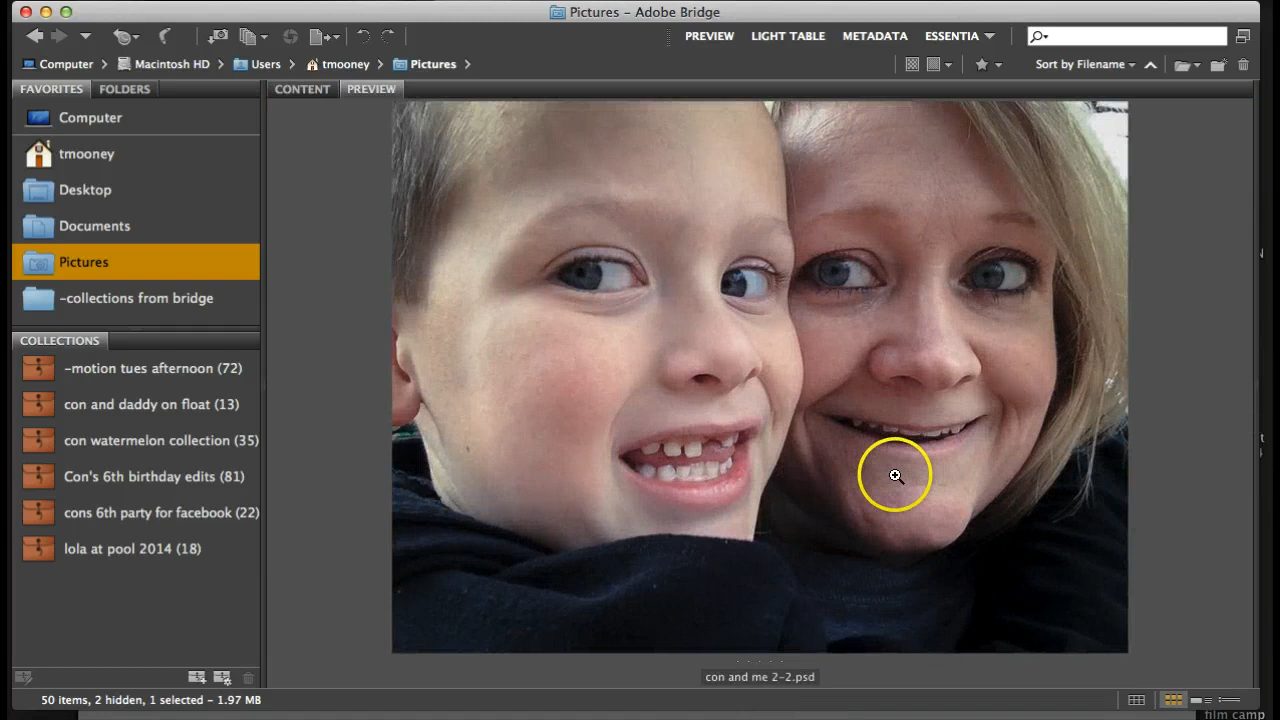 Pictures – Adobe Bridge
PREVIEW LIGHT TABLE METADATA ESSENTIA
Computer Macintosh HD Users tmooney Pictures Sort by Filename
FAVORITES FOLDERS CONTENT PREVIEW
Computer
tmooney
Desktop
Documents
Pictures
-collections from bridge
COLLECTIONS
-motion tues afternoon (72)
con and daddy on float (13)
con watermelon collection (35)
Con's 6th birthday edits (81)
cons 6th party for facebook (22)
lola at pool 2014 (18)
con and me 2-2.psd
50 items, 2 hidden, 1 selected - 1.97 MB
film camp